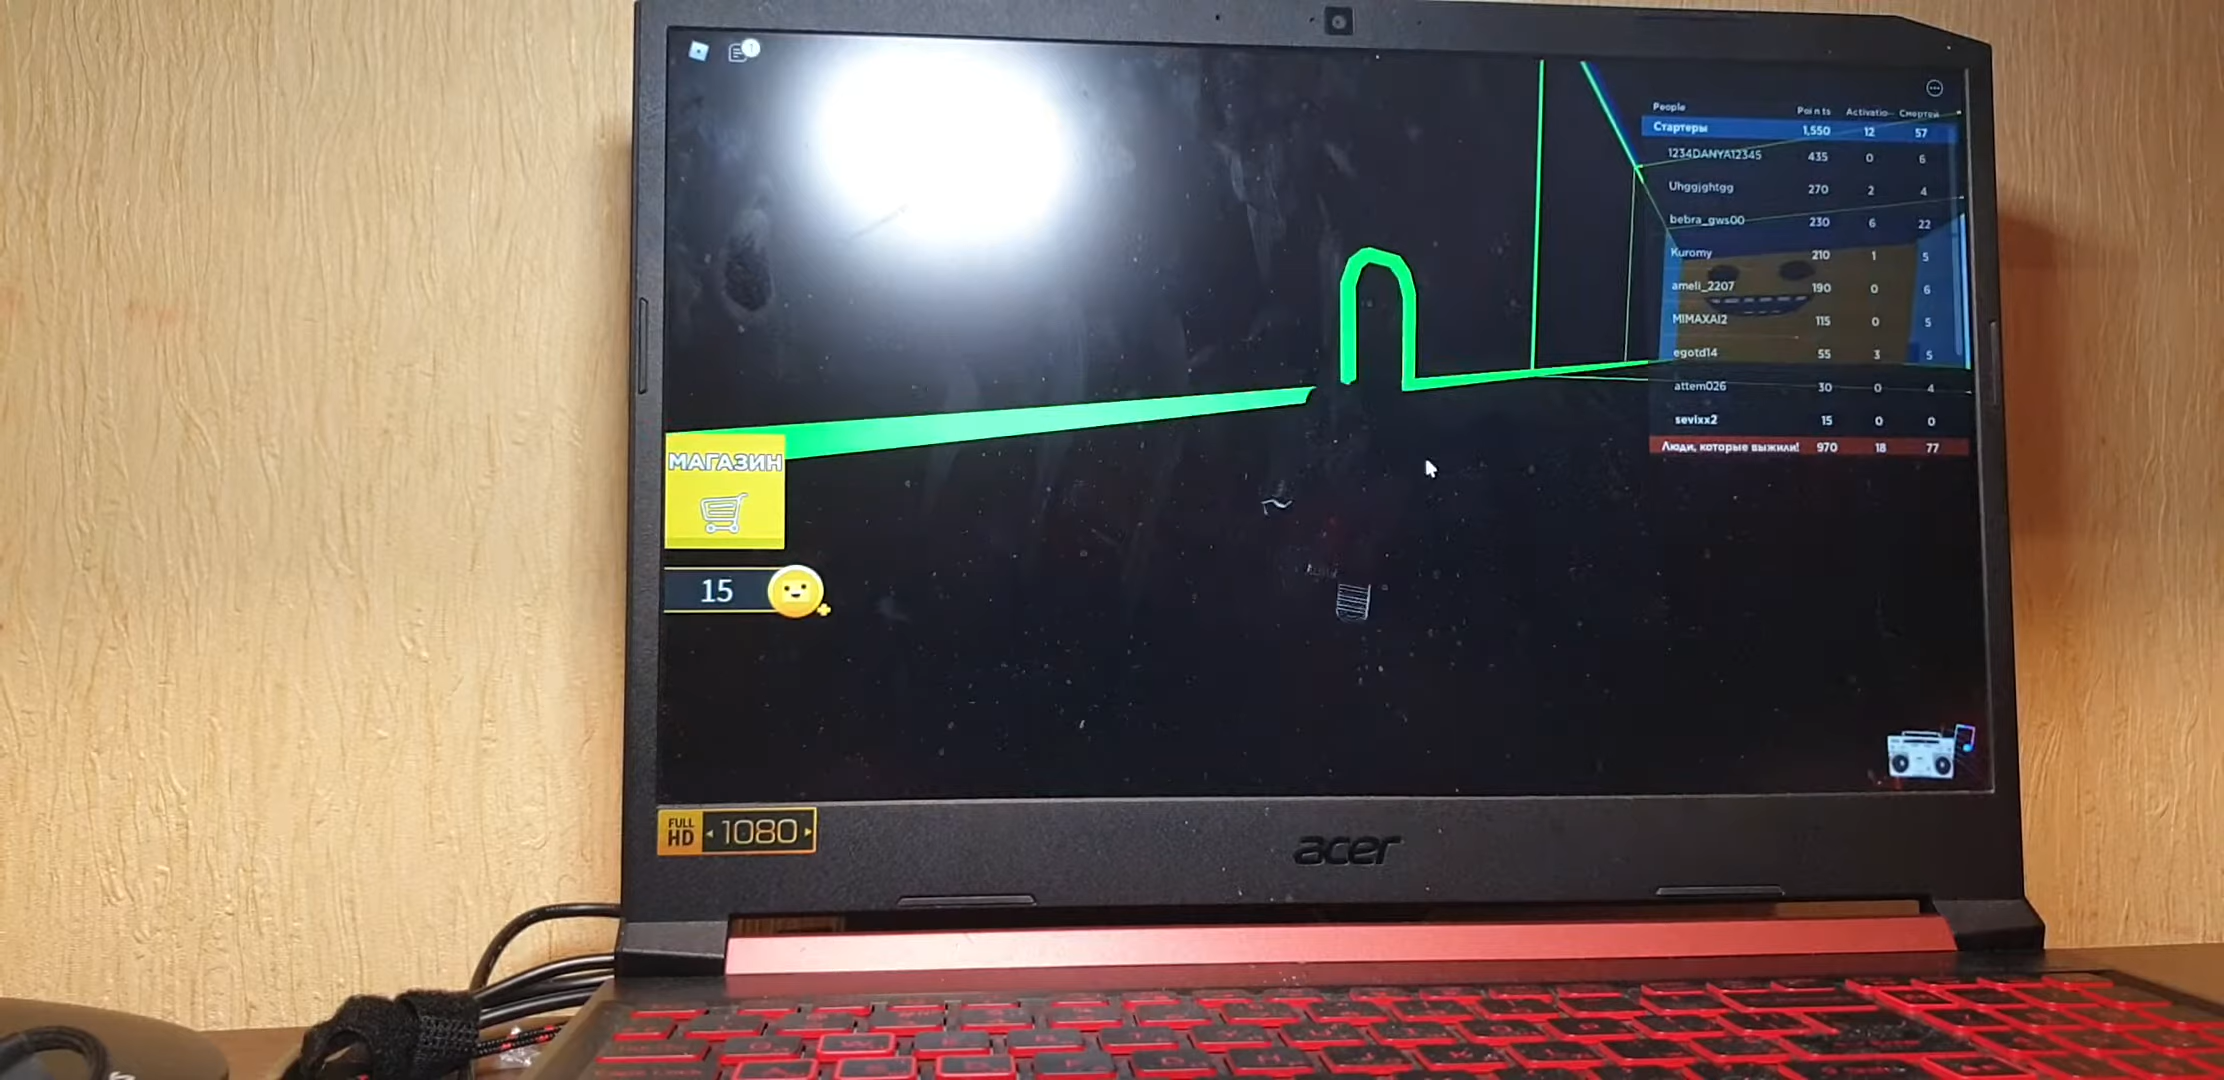 1
People Points Activatio... Смертей
Стартеры 1,550 12 57
1234DANYA12345 435 0 6
Uhggjghtgg 270 2 4
bebra_gws00 230 6 22
Kuromy 210 1 5
ameli_2207 190 0 6
MIMAXAI2 115 0 5
egotd14 55 3 5
attem026 30 0 4
sevixx2 15 0 0
Люди, которые выжили! 970 18 77
МАГАЗИН
15
FULL HD 1080
acer